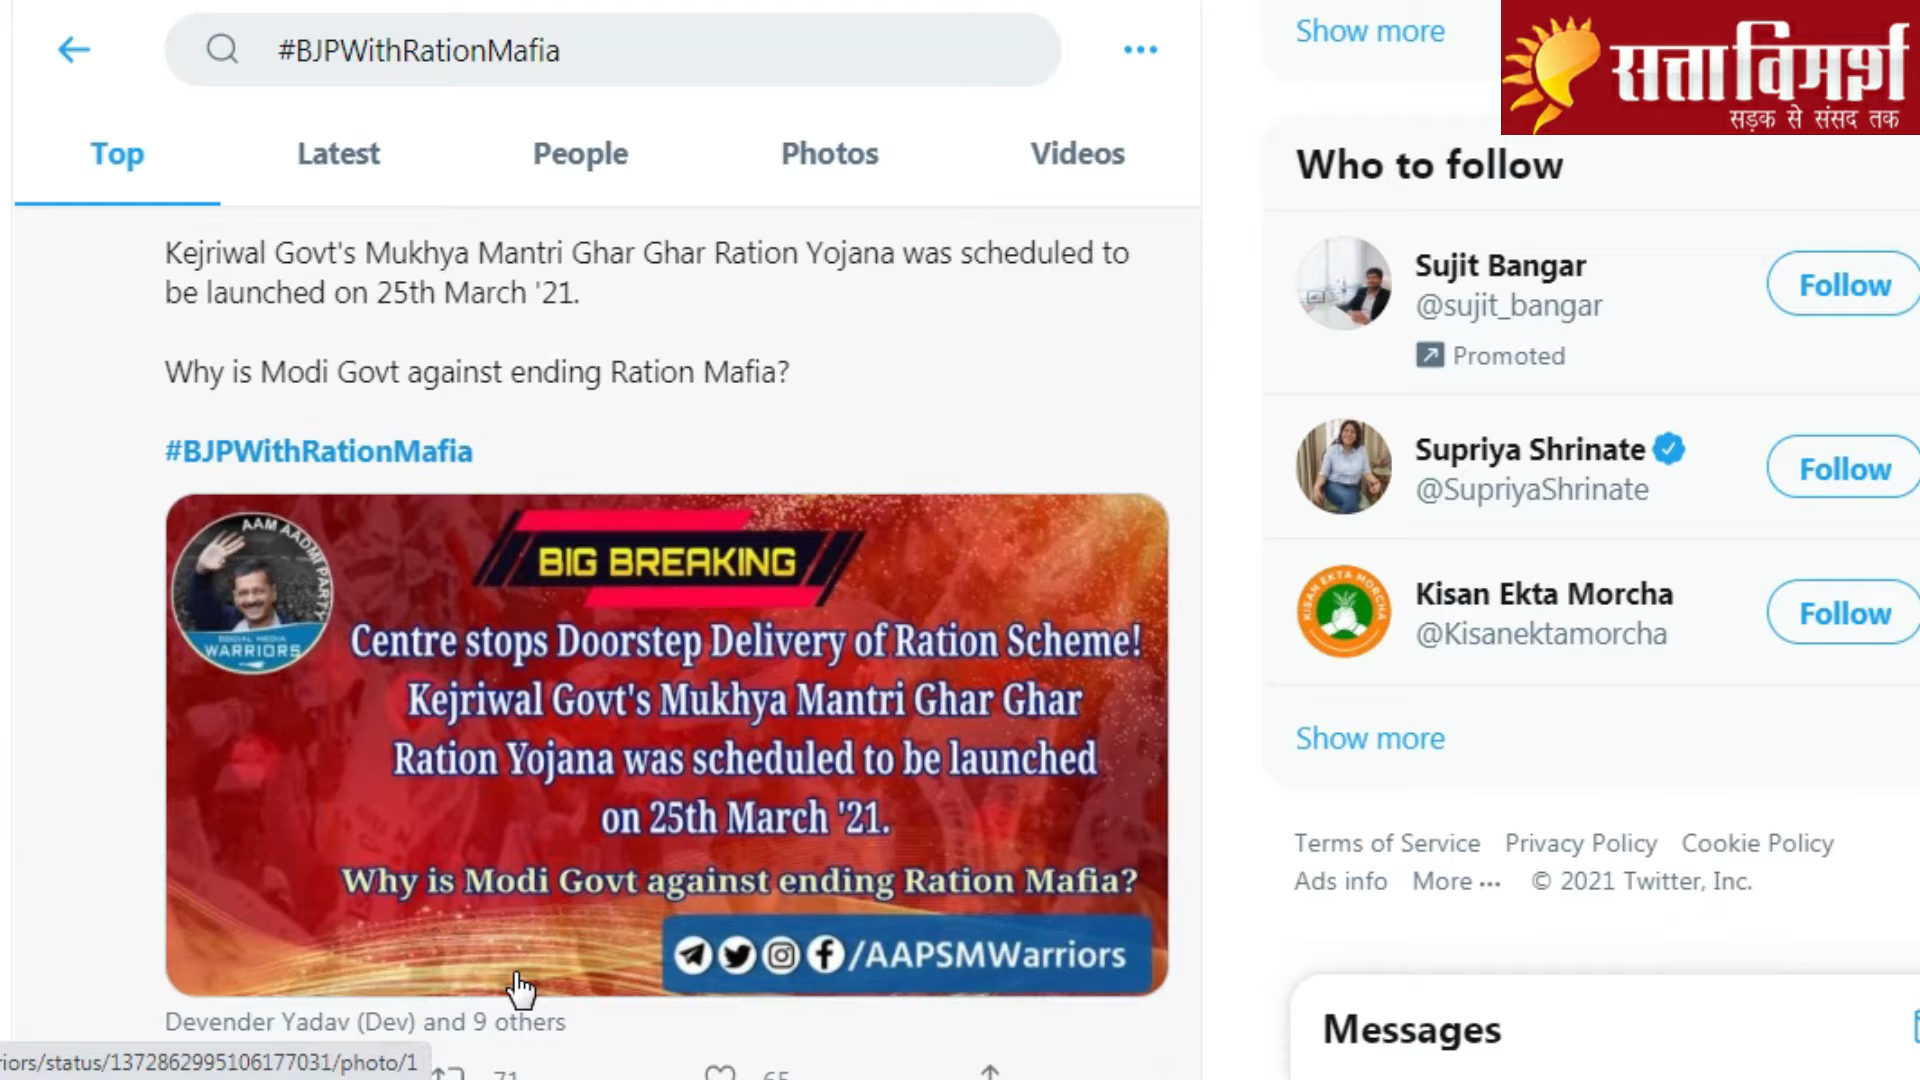 #BJPWithRationMafia
Show more
सत्ता विमर्श
सड़क से संसद तक
Top
Latest
People
Photos
Videos
Kejriwal Govt's Mukhya Mantri Ghar Ghar Ration Yojana was scheduled to
be launched on 25th March '21.
Why is Modi Govt against ending Ration Mafia?
#BJPWithRationMafia
AAM AADMI PARTY
SOCIAL MEDIA
WARRIORS
BIG BREAKING
Centre stops Doorstep Delivery of Ration Scheme!
Kejriwal Govt's Mukhya Mantri Ghar Ghar
Ration Yojana was scheduled to be launched
on 25th March '21.
Why is Modi Govt against ending Ration Mafia?
/AAPSMWarriors
Devender Yadav (Dev) and 9 others
riors/status/1372862995106177031/photo/1
71
65
Who to follow
Sujit Bangar
@sujit_bangar
Promoted
Follow
Supriya Shrinate
@SupriyaShrinate
Follow
KISAN EKTA MORCHA
Kisan Ekta Morcha
@Kisanektamorcha
Follow
Show more
Terms of Service Privacy Policy Cookie Policy
Ads info More ··· © 2021 Twitter, Inc.
Messages